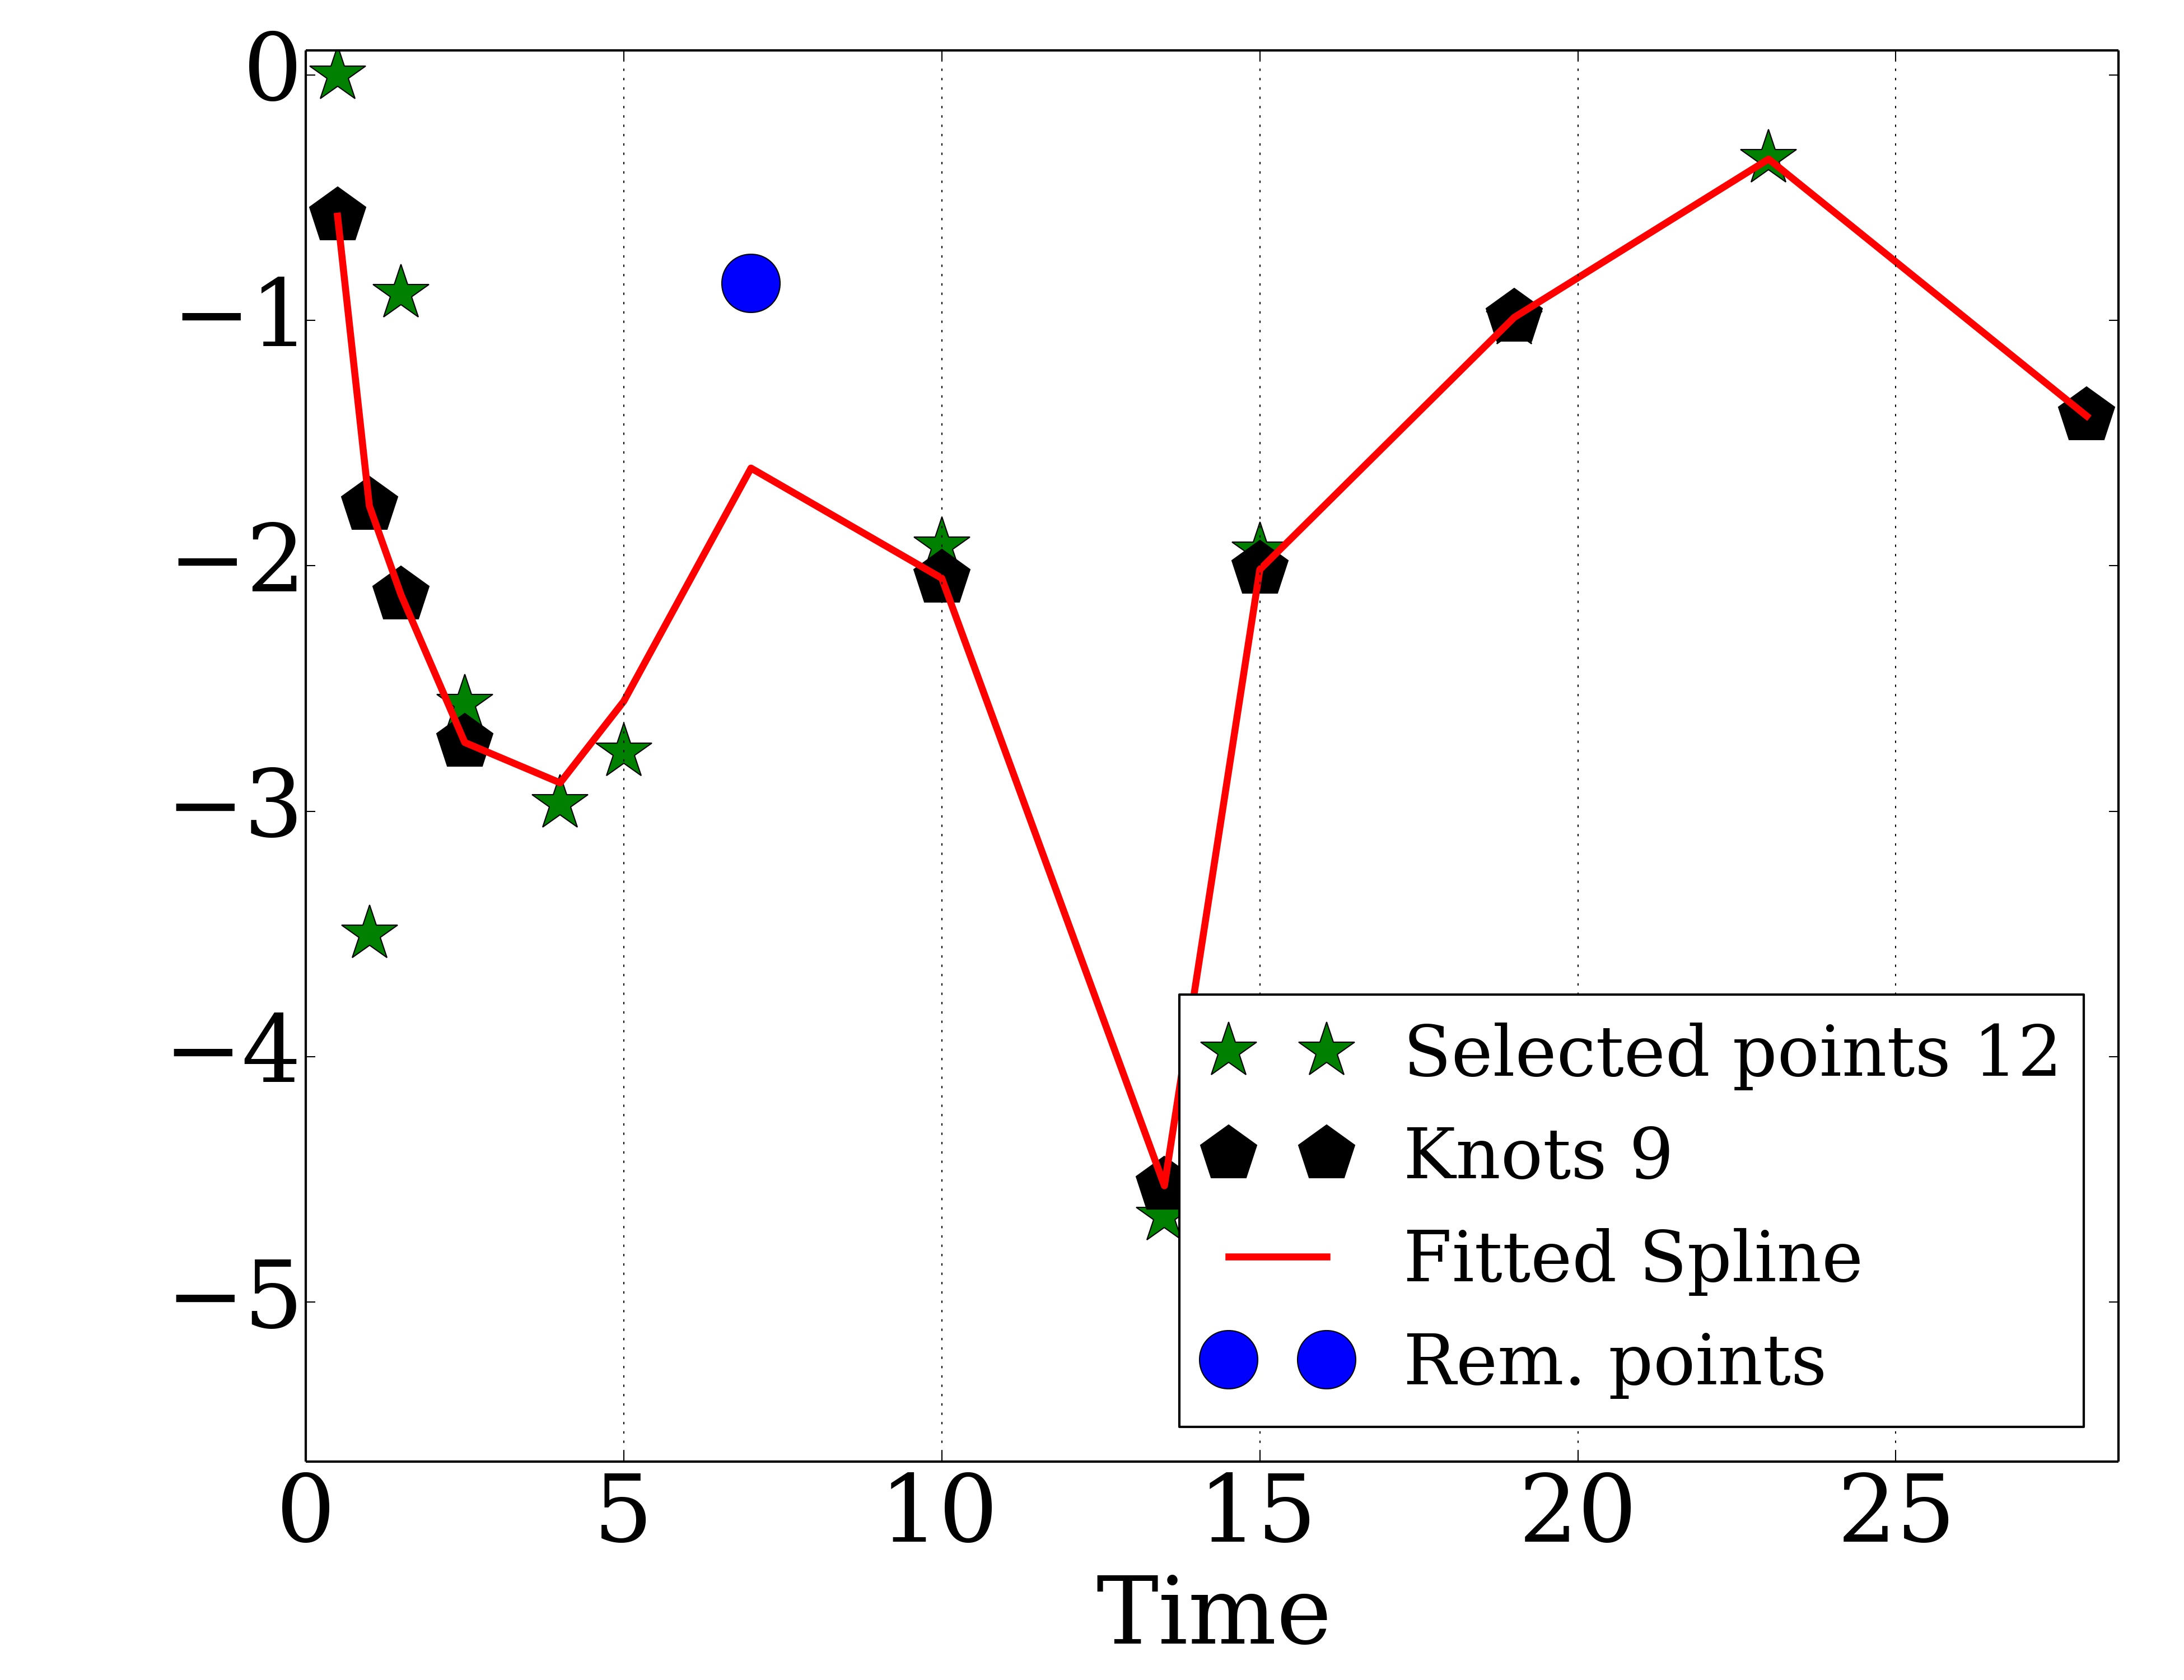 0
−1
−2
−3
−4
−5
Selected points 12
Knots 9
Fitted Spline
Rem. points
0 5 10 15 20 25
Time